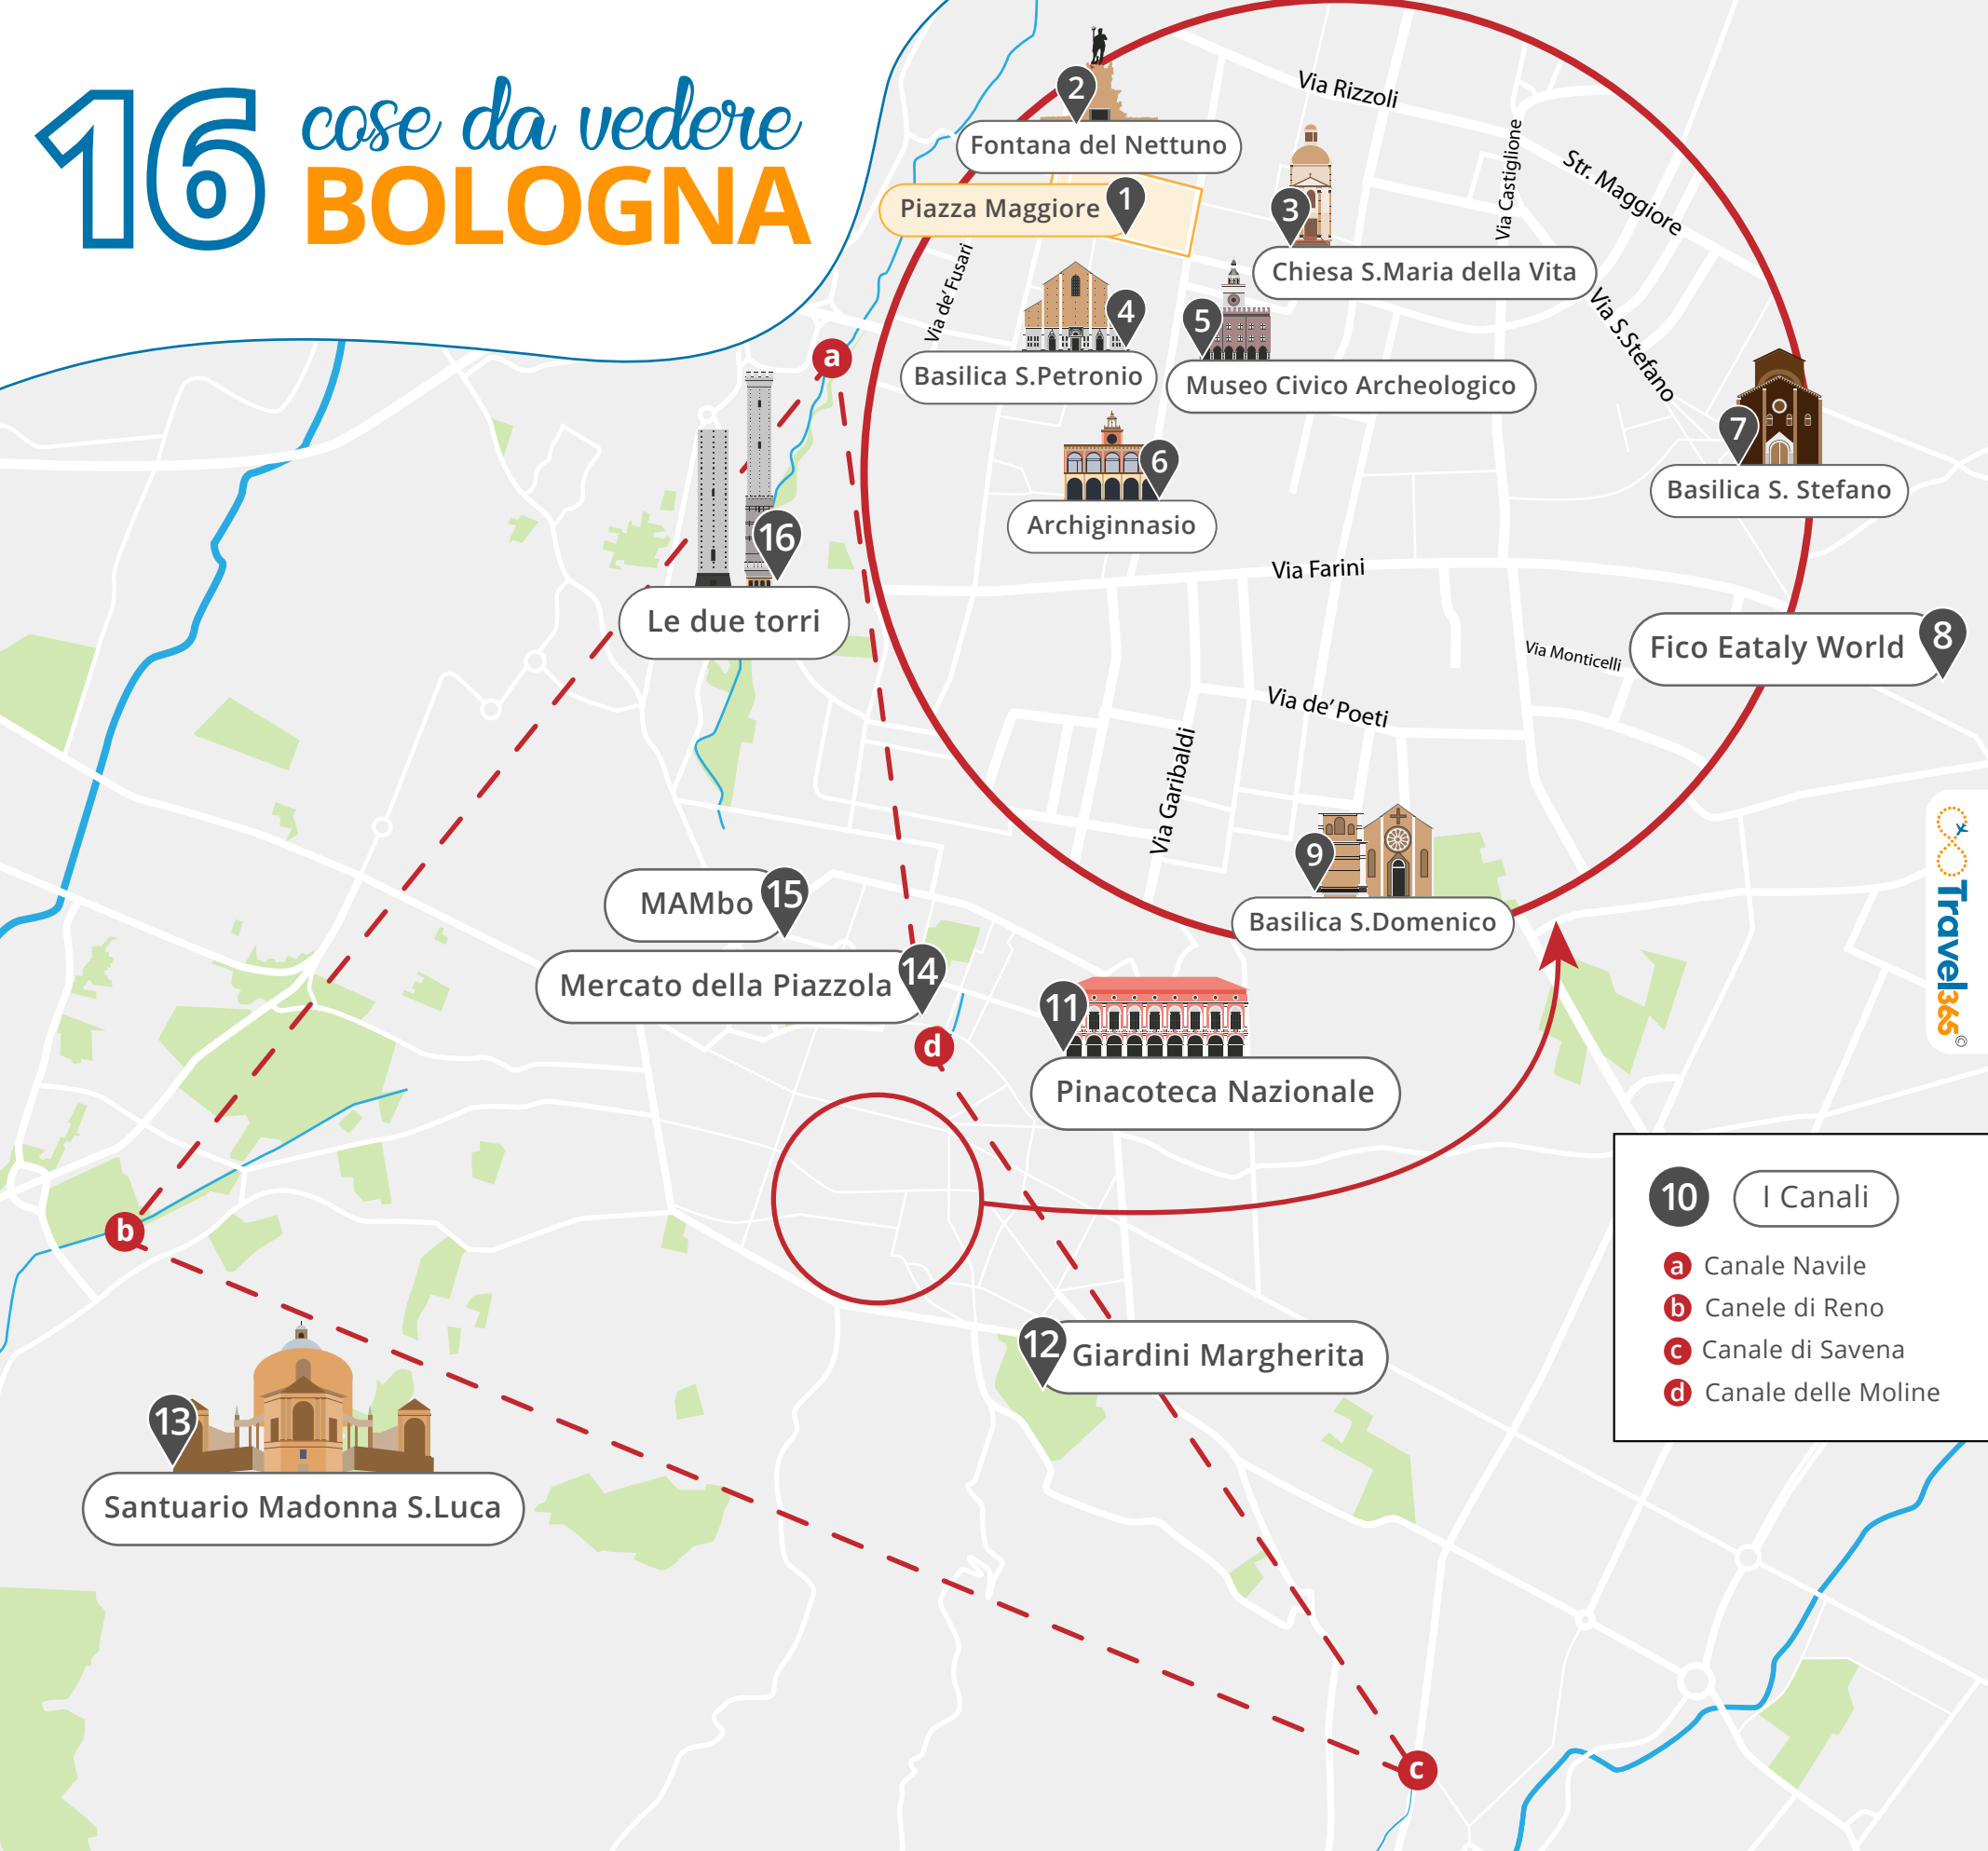 16 cose da vedere
BOLOGNA
2
Fontana del Nettuno
Piazza Maggiore 1
3
Chiesa S.Maria della Vita
4
Basilica S.Petronio
5
Museo Civico Archeologico
6
Archiginnasio
7
Basilica S. Stefano
Fico Eataly World 8
9
Basilica S.Domenico
Via Rizzoli
Via Castiglione
Str. Maggiore
Via S.Stefano
Via de' Fusari
Via Farini
Via Monticelli
Via de' Poeti
Via Garibaldi
a
16
Le due torri
MAMbo 15
Mercato della Piazzola 14
d
11
Pinacoteca Nazionale
b
12 Giardini Margherita
13
Santuario Madonna S.Luca
c
Travel365©
10 I Canali
a Canale Navile
b Canele di Reno
c Canale di Savena
d Canale delle Moline